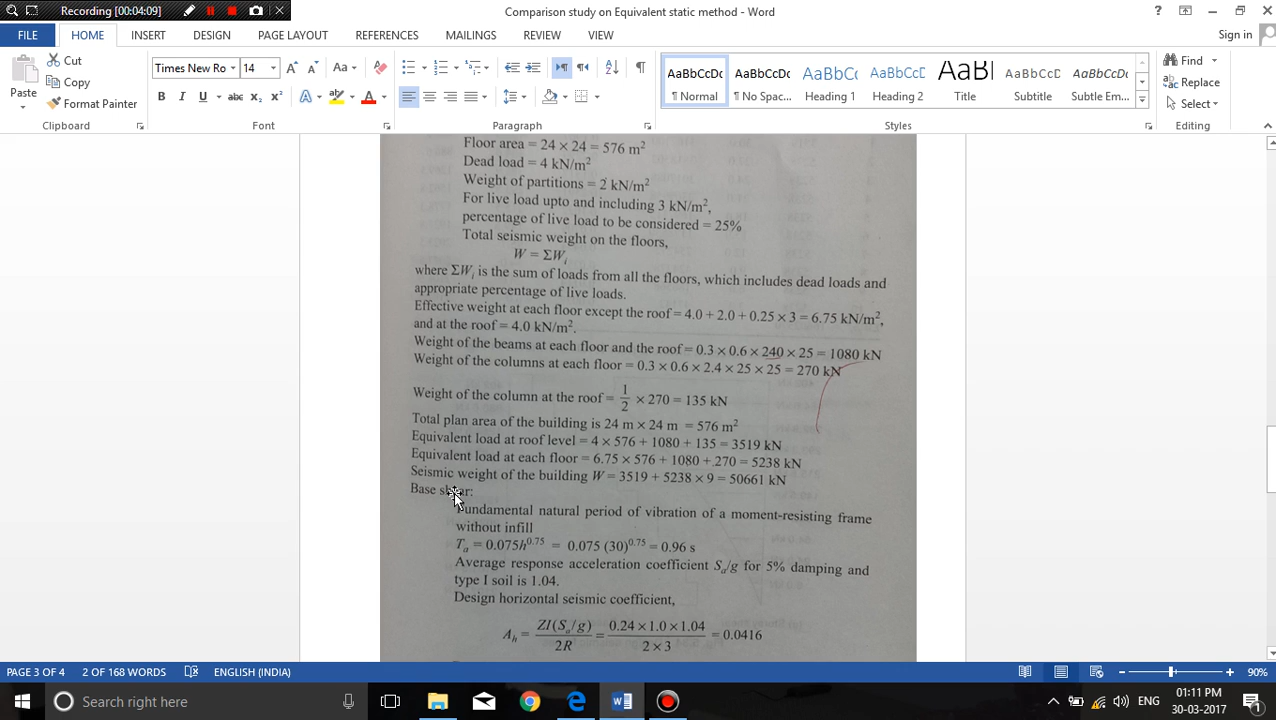 Recording [00:04:09]
Comparison study on Equivalent static method - Word
FILE HOME INSERT DESIGN PAGE LAYOUT REFERENCES MAILINGS REVIEW VIEW Sign in
Paste Cut Copy Format Painter
Times New Ro 14
AaBbCcDc AaBbCcDc AaBbCc AaBbCc AaBl AaBbCcD AaBbCcDc
¶ Normal ¶ No Spac... Heading 1 Heading 2 Title Subtitle Subtle Em...
Find Replace Select
Clipboard Font Paragraph Styles Editing
Floor area = 24 × 24 = 576 m²
Dead load = 4 kN/m²
Weight of partitions = 2 kN/m²
For live load upto and including 3 kN/m²,
percentage of live load to be considered = 25%
Total seismic weight on the floors,
W = ΣWᵢ
where ΣWᵢ is the sum of loads from all the floors, which includes dead loads and
appropriate percentage of live loads.
Effective weight at each floor except the roof = 4.0 + 2.0 + 0.25 × 3 = 6.75 kN/m²,
and at the roof = 4.0 kN/m².
Weight of the beams at each floor and the roof = 0.3 × 0.6 × 240 × 25 = 1080 kN
Weight of the columns at each floor = 0.3 × 0.6 × 2.4 × 25 × 25 = 270 kN
Weight of the column at the roof = 1/2 × 270 = 135 kN
Total plan area of the building is 24 m × 24 m = 576 m²
Equivalent load at roof level = 4 × 576 + 1080 + 135 = 3519 kN
Equivalent load at each floor = 6.75 × 576 + 1080 + 270 = 5238 kN
Seismic weight of the building W = 3519 + 5238 × 9 = 50661 kN
Base shear:
Fundamental natural period of vibration of a moment-resisting frame
without infill
Tₐ = 0.075h^0.75 = 0.075 (30)^0.75 = 0.96 s
Average response acceleration coefficient Sₐ/g for 5% damping and
type I soil is 1.04.
Design horizontal seismic coefficient,
Aₕ = ZI(Sₐ/g) / 2R = 0.24 × 1.0 × 1.04 / 2 × 3 = 0.0416
PAGE 3 OF 4 2 OF 168 WORDS ENGLISH (INDIA) 90%
Search right here ENG 01:11 PM
30-03-2017